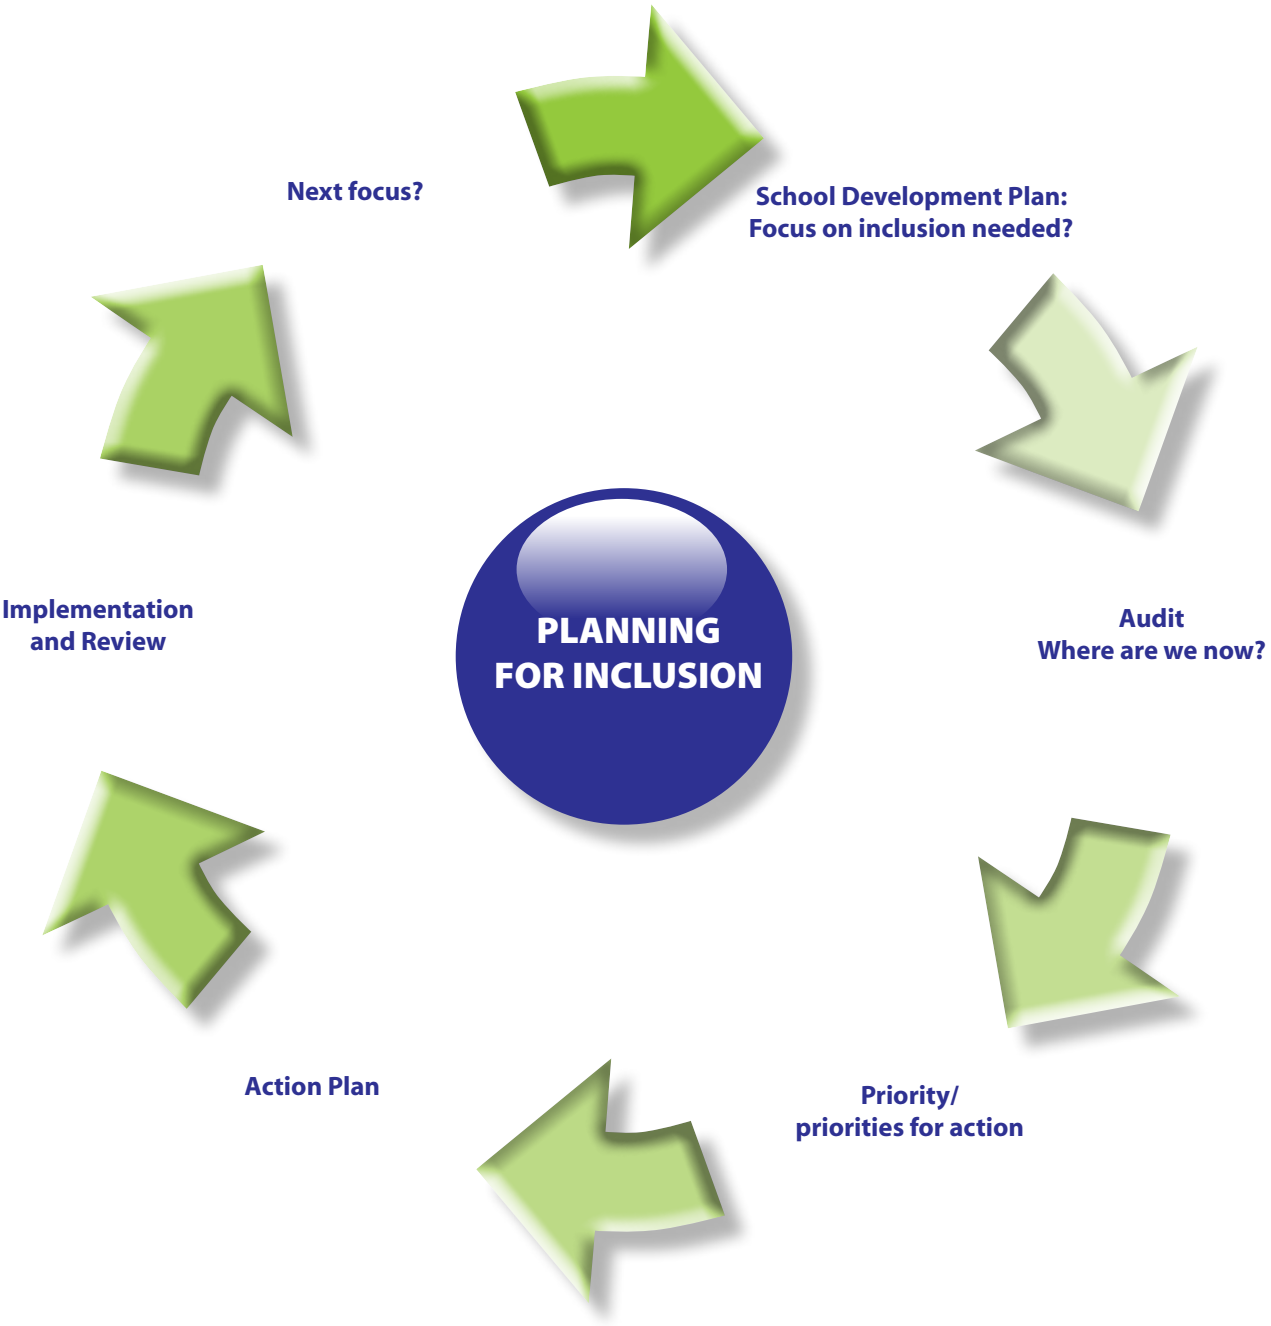 Next focus?
School Development Plan:
Focus on inclusion needed?
Implementation
and Review
PLANNING
FOR INCLUSION
Audit
Where are we now?
Action Plan
Priority/
priorities for action